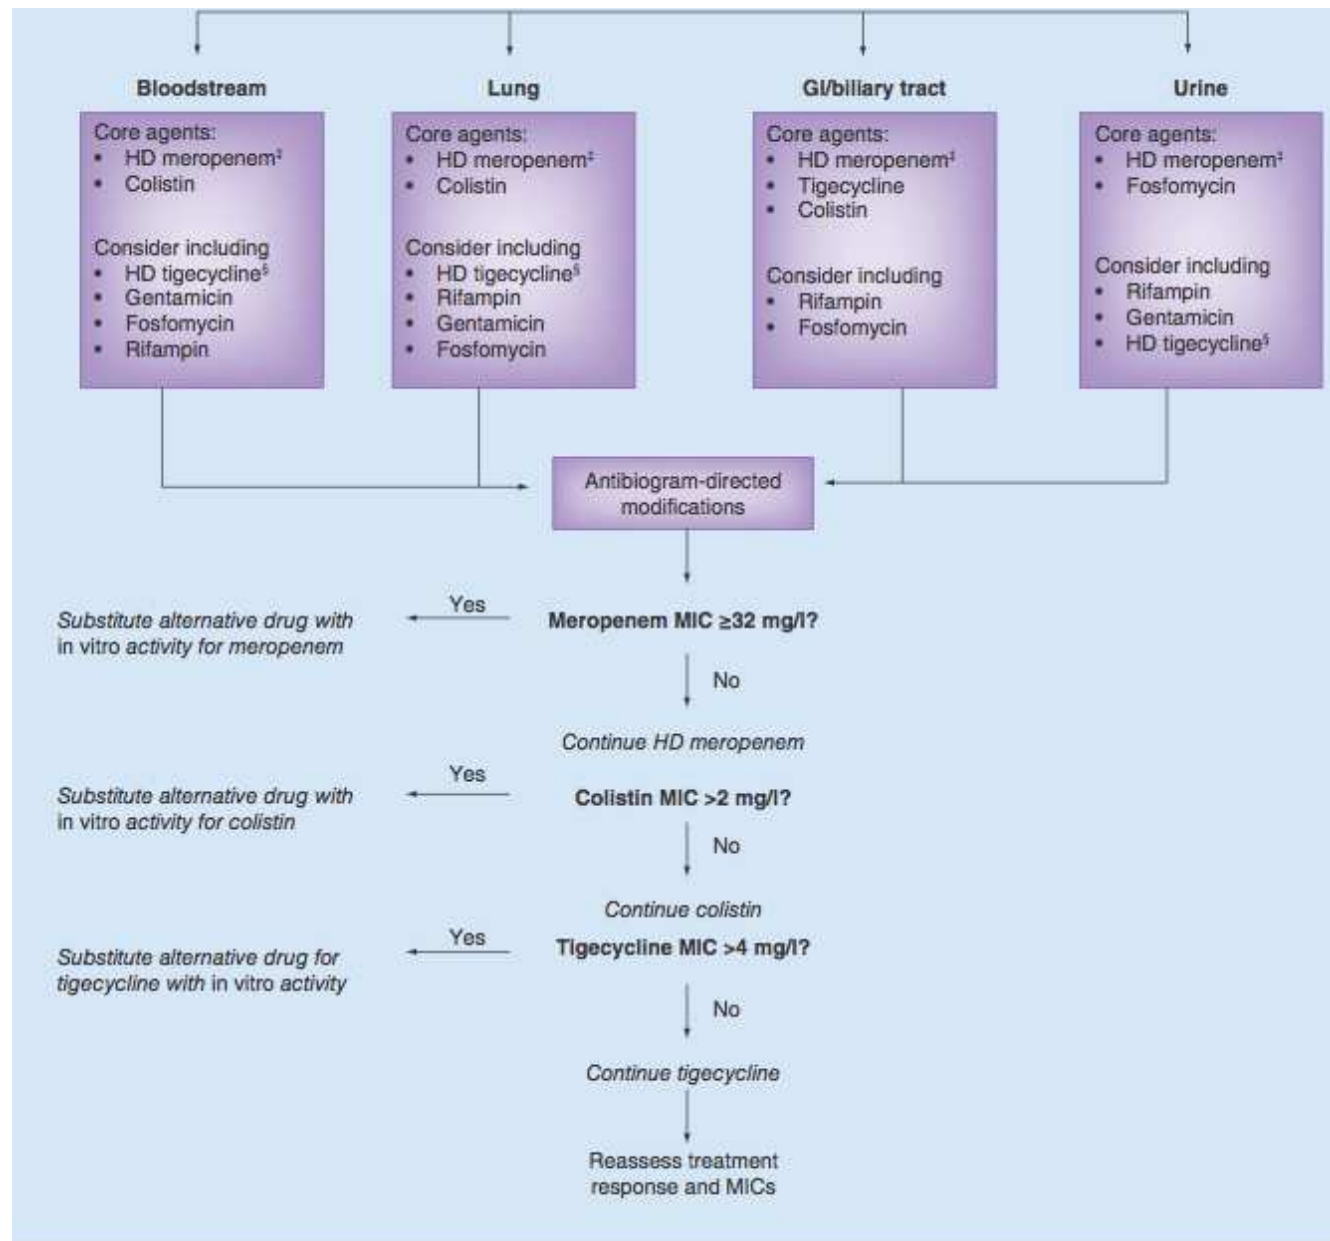 Bloodstream
Core agents:
• HD meropenem‡
• Colistin
Consider including
• HD tigecycline§
• Gentamicin
• Fosfomycin
• Rifampin
Lung
Core agents:
• HD meropenem‡
• Colistin
Consider including
• HD tigecycline§
• Rifampin
• Gentamicin
• Fosfomycin
GI/biliary tract
Core agents:
• HD meropenem‡
• Tigecycline
• Colistin
Consider including
• Rifampin
• Fosfomycin
Urine
Core agents:
• HD meropenem‡
• Fosfomycin
Consider including
• Rifampin
• Gentamicin
• HD tigecycline§
Antibiogram-directed
modifications
Meropenem MIC ≥32 mg/l?
Yes
Substitute alternative drug with
in vitro activity for meropenem
No
Continue HD meropenem
Colistin MIC >2 mg/l?
Yes
Substitute alternative drug with
in vitro activity for colistin
No
Continue colistin
Tigecycline MIC >4 mg/l?
Yes
Substitute alternative drug for
tigecycline with in vitro activity
No
Continue tigecycline
Reassess treatment
response and MICs